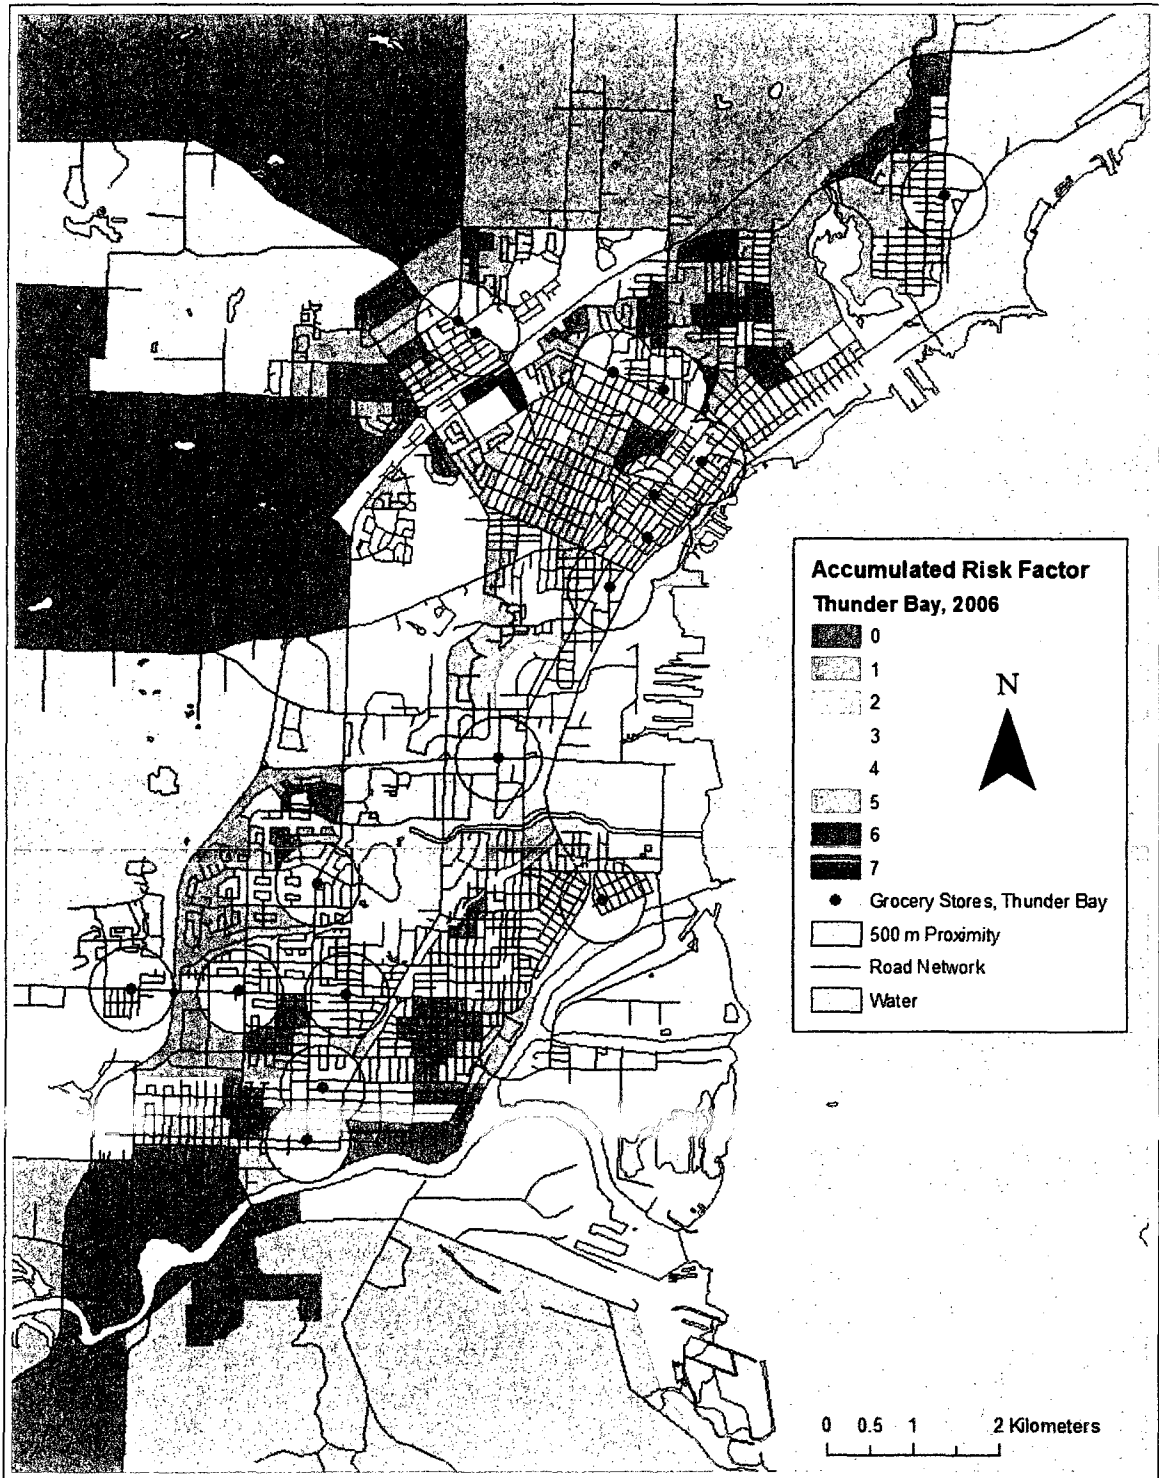 Accumulated Risk Factor
Thunder Bay, 2006
0
1
2
3
4
5
6
7
Grocery Stores, Thunder Bay
500 m Proximity
Road Network
Water
N
0 0.5 1 2 Kilometers